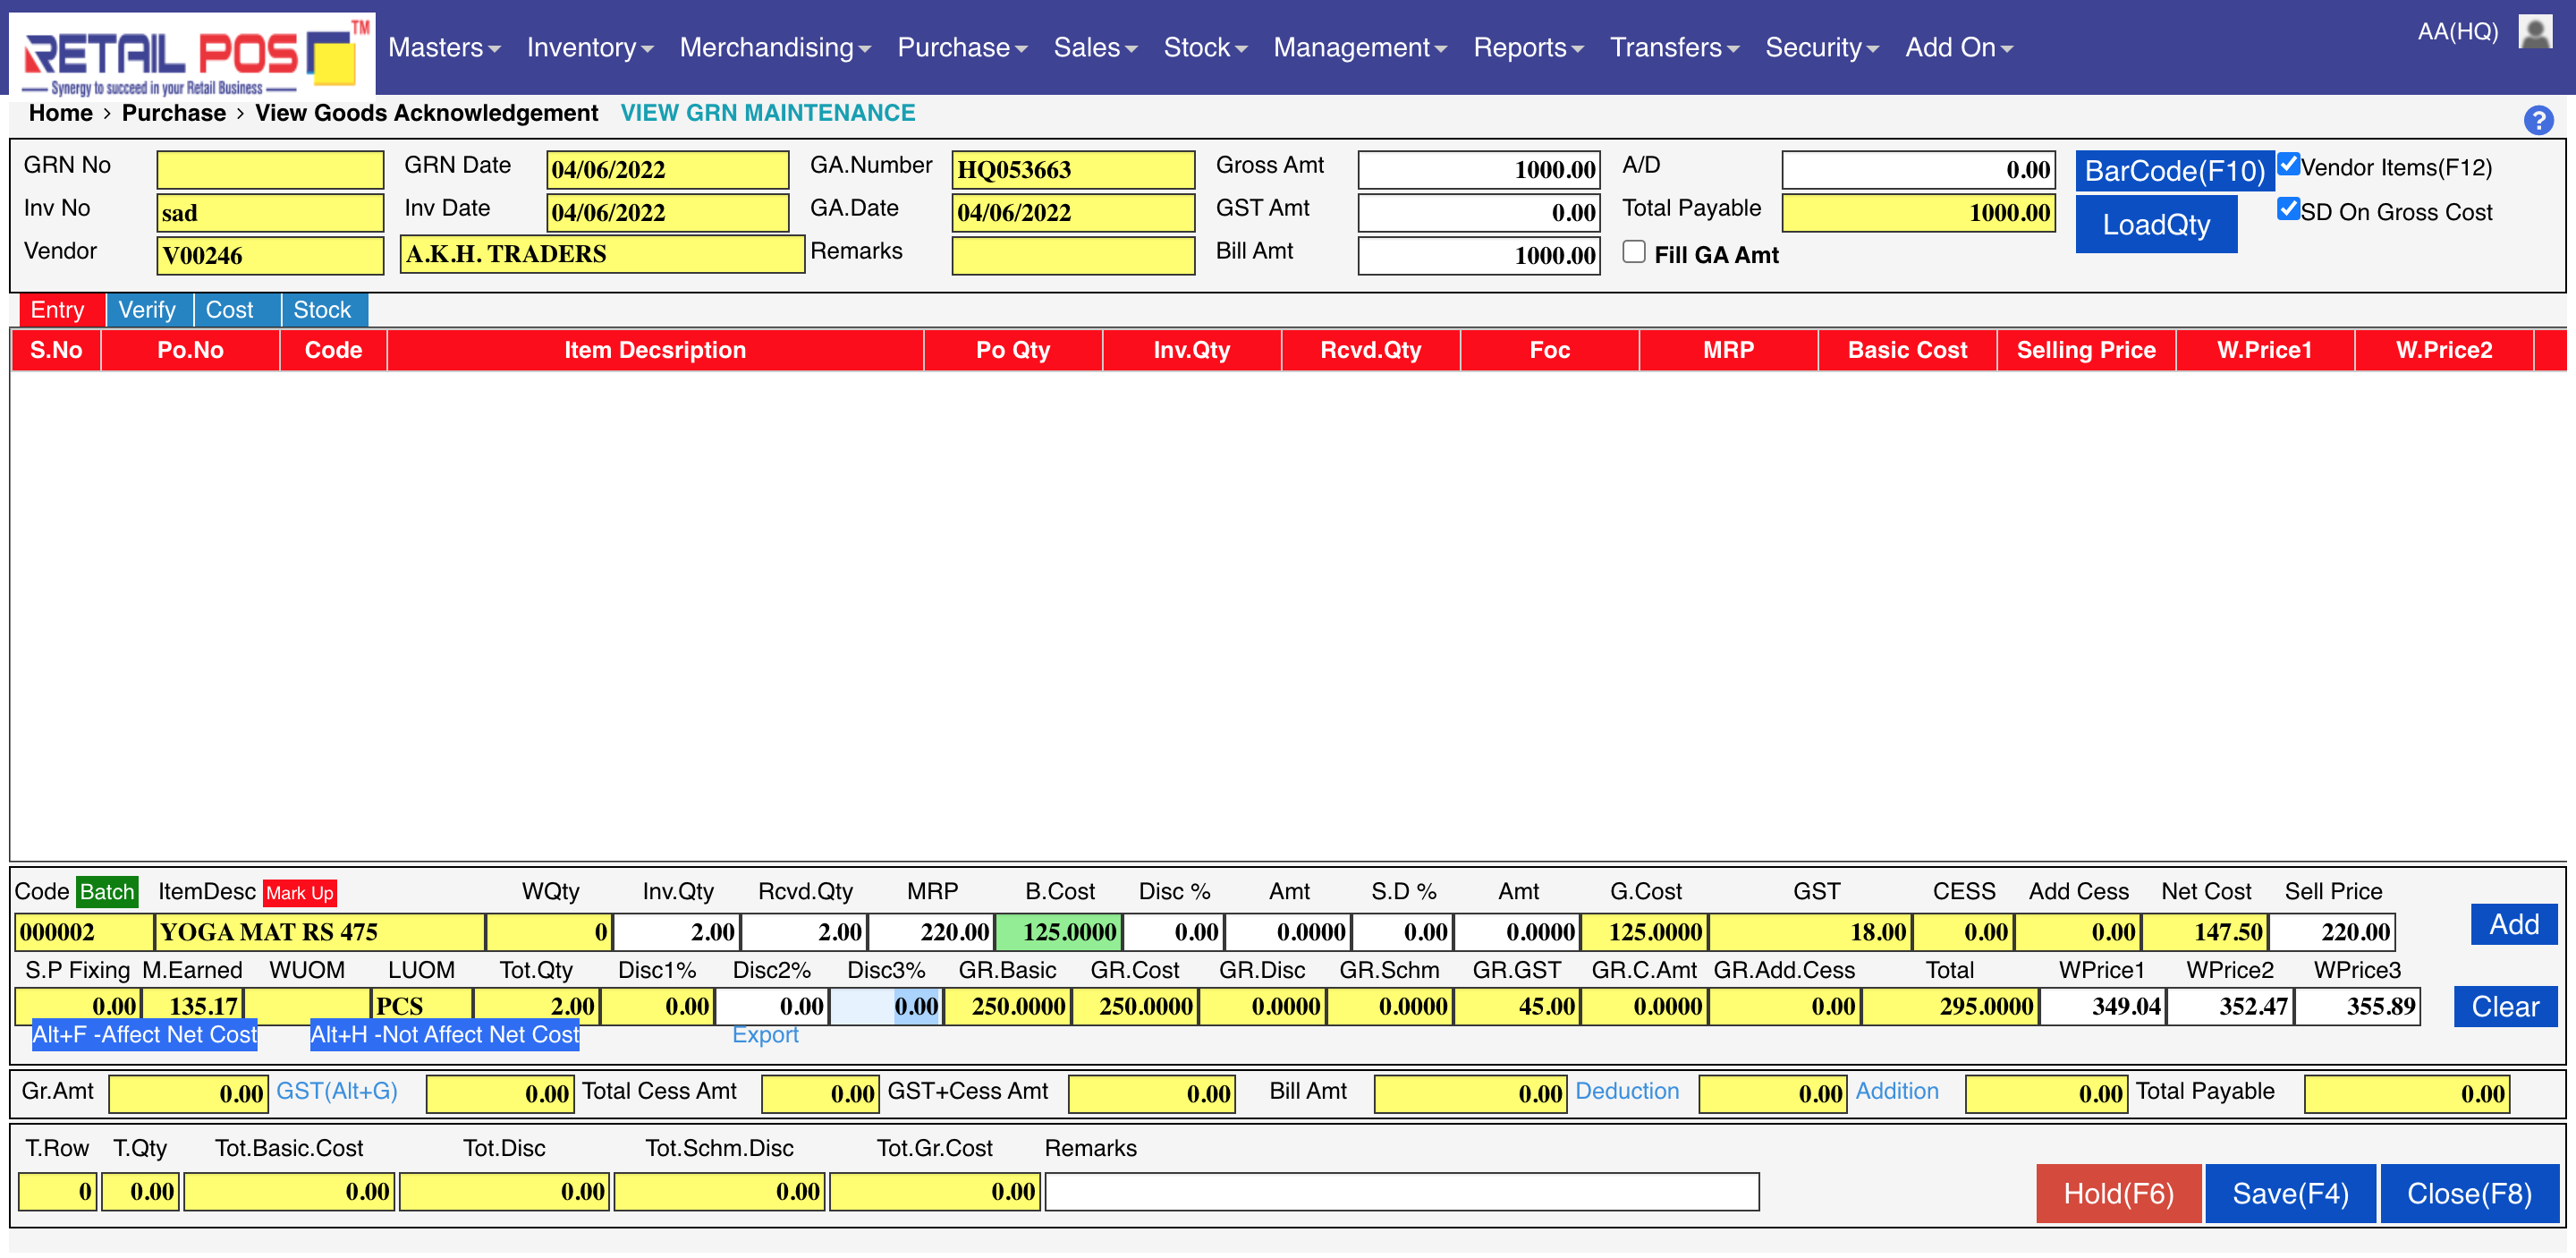 RETAIL POS TM
Synergy to succeed in your Retail Business
Masters Inventory Merchandising Purchase Sales Stock Management Reports Transfers Security Add On AA(HQ)
Home › Purchase › View Goods Acknowledgement VIEW GRN MAINTENANCE ?
GRN No GRN Date 04/06/2022 GA.Number HQ053663 Gross Amt 1000.00 A/D 0.00 BarCode(F10) Vendor Items(F12)
Inv No sad Inv Date 04/06/2022 GA.Date 04/06/2022 GST Amt 0.00 Total Payable 1000.00 LoadQty SD On Gross Cost
Vendor V00246 A.K.H. TRADERS Remarks Bill Amt 1000.00 Fill GA Amt
Entry Verify Cost Stock
S.No Po.No Code Item Decsription Po Qty Inv.Qty Rcvd.Qty Foc MRP Basic Cost Selling Price W.Price1 W.Price2
Code Batch ItemDesc Mark Up WQty Inv.Qty Rcvd.Qty MRP B.Cost Disc % Amt S.D % Amt G.Cost GST CESS Add Cess Net Cost Sell Price
000002 YOGA MAT RS 475 0 2.00 2.00 220.00 125.0000 0.00 0.0000 0.00 0.0000 125.0000 18.00 0.00 0.00 147.50 220.00 Add
S.P Fixing M.Earned WUOM LUOM Tot.Qty Disc1% Disc2% Disc3% GR.Basic GR.Cost GR.Disc GR.Schm GR.GST GR.C.Amt GR.Add.Cess Total WPrice1 WPrice2 WPrice3
0.00 135.17 PCS 2.00 0.00 0.00 0.00 250.0000 250.0000 0.0000 0.0000 45.00 0.0000 0.00 295.0000 349.04 352.47 355.89 Clear
Alt+F -Affect Net Cost Alt+H -Not Affect Net Cost Export
Gr.Amt 0.00 GST(Alt+G) 0.00 Total Cess Amt 0.00 GST+Cess Amt 0.00 Bill Amt 0.00 Deduction 0.00 Addition 0.00 Total Payable 0.00
T.Row T.Qty Tot.Basic.Cost Tot.Disc Tot.Schm.Disc Tot.Gr.Cost Remarks
0 0.00 0.00 0.00 0.00 0.00 Hold(F6) Save(F4) Close(F8)